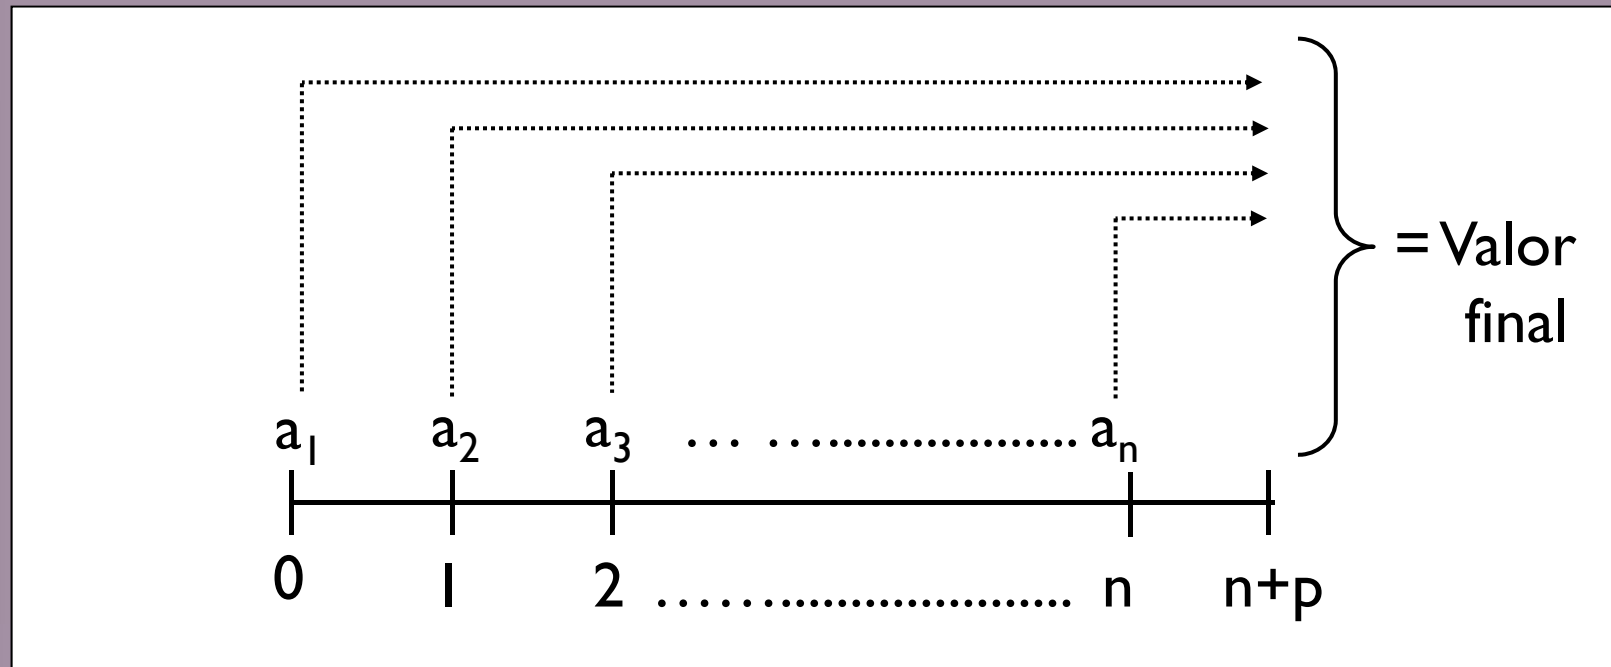 = Valor
final
a₁ a₂ a₃ ... ................................ aₙ
0 1 2 ................................ n n+p